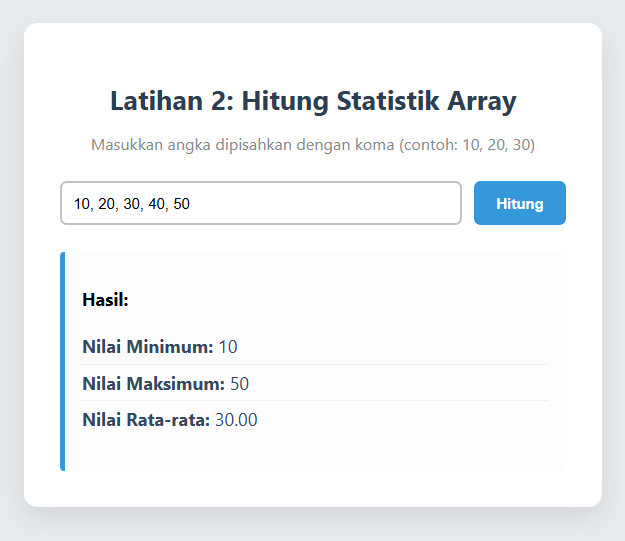 Latihan 2: Hitung Statistik Array
Masukkan angka dipisahkan dengan koma (contoh: 10, 20, 30)
10, 20, 30, 40, 50
Hitung
Hasil:
Nilai Minimum: 10
Nilai Maksimum: 50
Nilai Rata-rata: 30.00